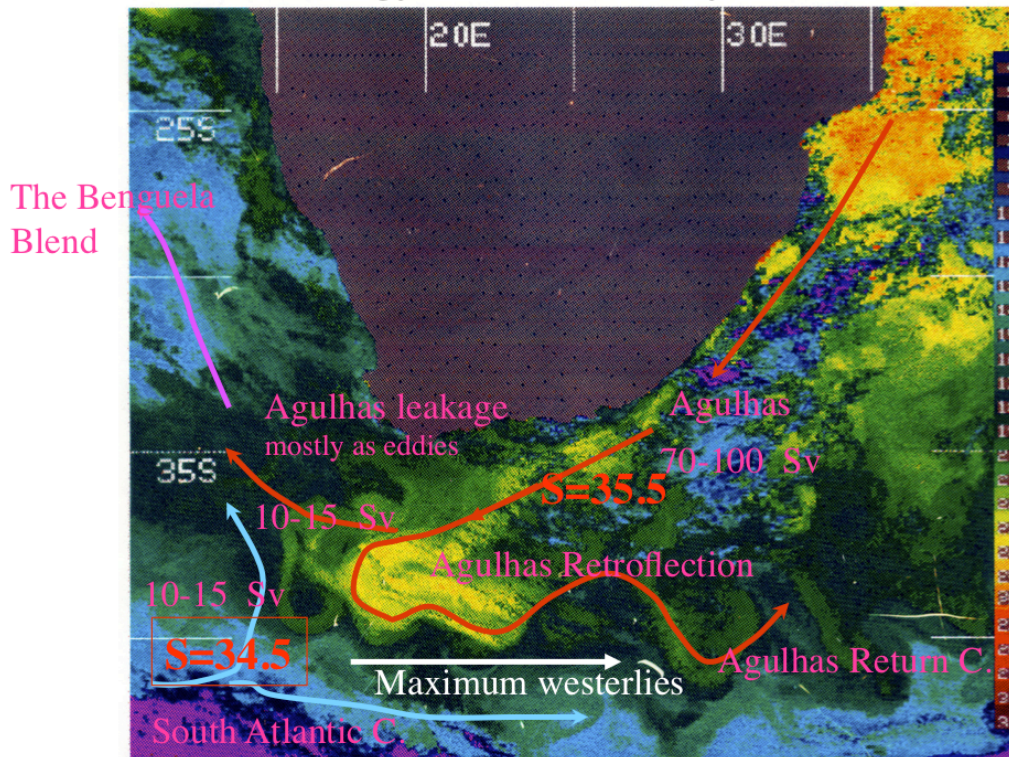 20E
30E
25S
The Benguela
Blend
Agulhas leakage
mostly as eddies
Agulhas
35S
70-100 Sv
S=35.5
10-15 Sv
Agulhas Retroflection
10-15 Sv
S=34.5
Agulhas Return C.
Maximum westerlies
South Atlantic C.